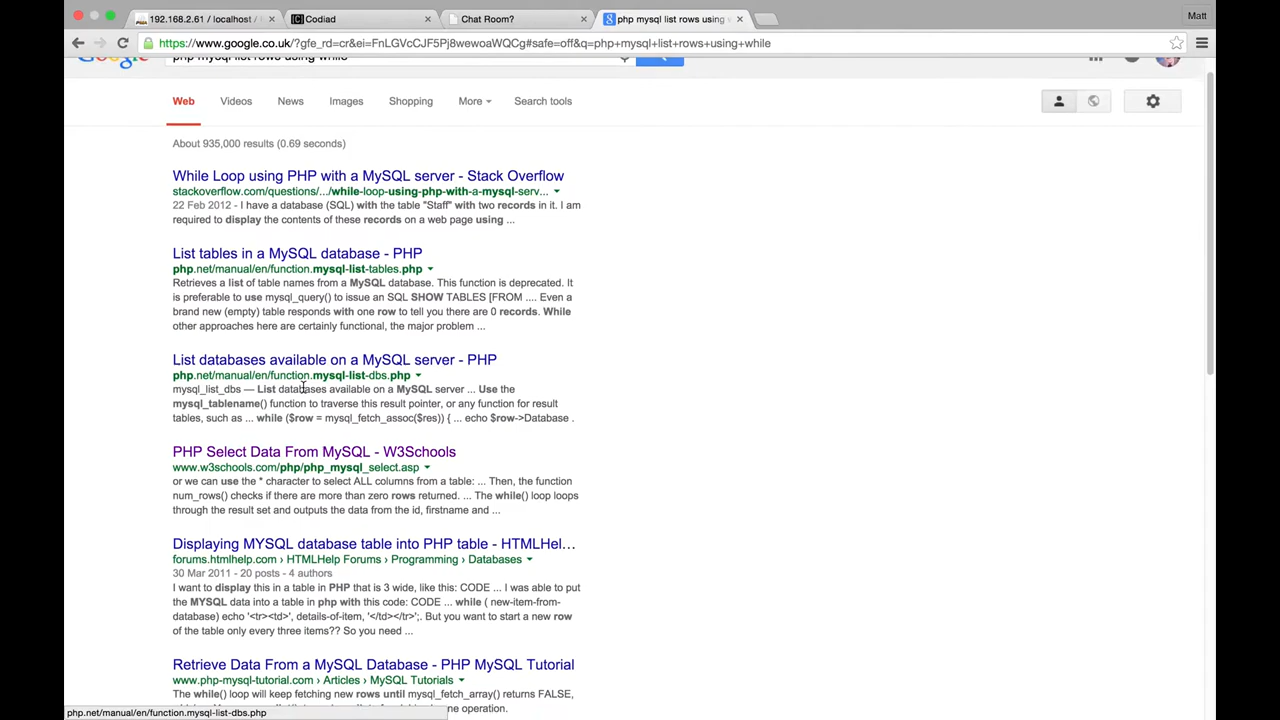 192.168.2.61 / localhost /
Codiad
Chat Room?
php mysql list rows using w
Matt
https://www.google.co.uk/?gfe_rd=cr&ei=FnLGVcCJF5Pj8wewoaWQCg#safe=off&q=php+mysql+list+rows+using+while
php mysql list rows using while
Web
Videos
News
Images
Shopping
More
Search tools
About 935,000 results (0.69 seconds)
While Loop using PHP with a MySQL server - Stack Overflow
stackoverflow.com/questions/.../while-loop-using-php-with-a-mysql-serv...
22 Feb 2012 - I have a database (SQL) with the table "Staff" with two records in it. I am
required to display the contents of these records on a web page using ...
List tables in a MySQL database - PHP
php.net/manual/en/function.mysql-list-tables.php
Retrieves a list of table names from a MySQL database. This function is deprecated. It
is preferable to use mysql_query() to issue an SQL SHOW TABLES [FROM .... Even a
brand new (empty) table responds with one row to tell you there are 0 records. While
other approaches here are certainly functional, the major problem ...
List databases available on a MySQL server - PHP
php.net/manual/en/function.mysql-list-dbs.php
mysql_list_dbs — List databases available on a MySQL server ... Use the
mysql_tablename() function to traverse this result pointer, or any function for result
tables, such as ... while ($row = mysql_fetch_assoc($res)) { ... echo $row->Database .
PHP Select Data From MySQL - W3Schools
www.w3schools.com/php/php_mysql_select.asp
or we can use the * character to select ALL columns from a table: ... Then, the function
num_rows() checks if there are more than zero rows returned. ... The while() loop loops
through the result set and outputs the data from the id, firstname and ...
Displaying MYSQL database table into PHP table - HTMLHel...
forums.htmlhelp.com › HTMLHelp Forums › Programming › Databases
30 Mar 2011 - 20 posts - 4 authors
I want to display this in a table in PHP that is 3 wide, like this: CODE ... I was able to put
the MYSQL data into a table in php with this code: CODE ... while ( new-item-from-
database) echo '<tr><td>', details-of-item, '</td></tr>';. But you want to start a new row
of the table only every three items?? So you need ...
Retrieve Data From a MySQL Database - PHP MySQL Tutorial
www.php-mysql-tutorial.com › Articles › MySQL Tutorials
The while() loop will keep fetching new rows until mysql_fetch_array() returns FALSE,
ne operation.
php.net/manual/en/function.mysql-list-dbs.php